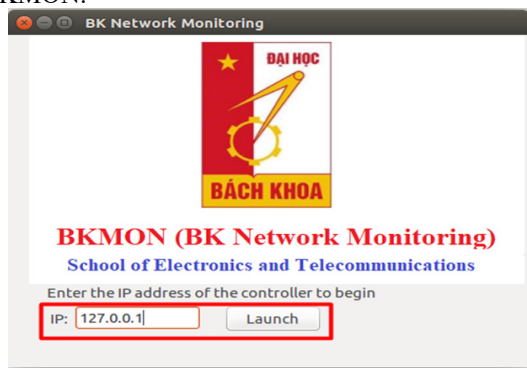 BKMON.
BK Network Monitoring
ĐẠI HỌC
BÁCH KHOA
BKMON (BK Network Monitoring)
School of Electronics and Telecommunications
Enter the IP address of the controller to begin
IP: 127.0.0.1 Launch